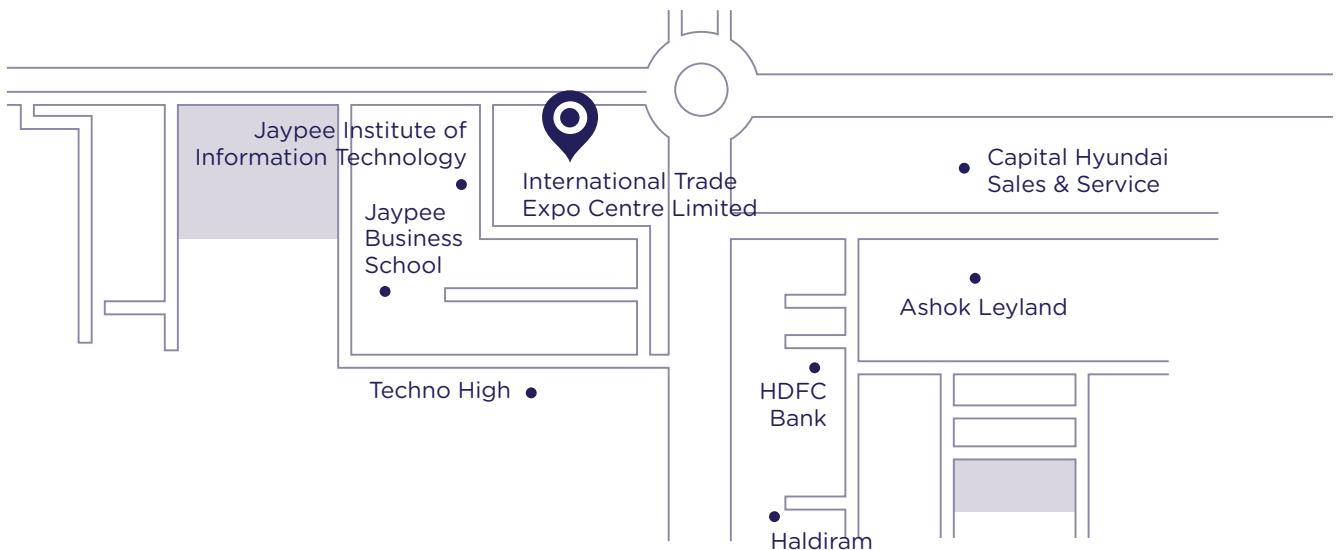 Jaypee Institute of
Information Technology
International Trade
Expo Centre Limited
Capital Hyundai
Sales & Service
Jaypee
Business
School
Ashok Leyland
Techno High
HDFC
Bank
Haldiram